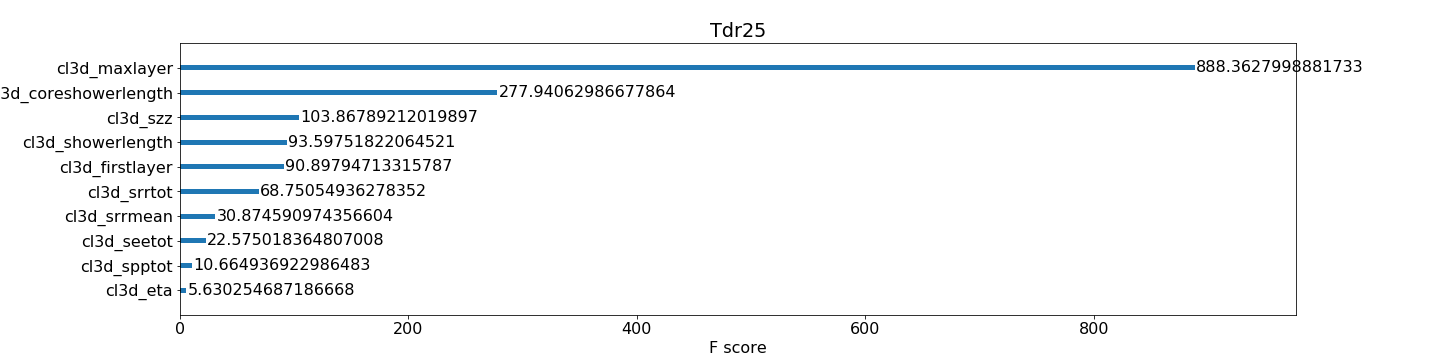 Tdr25
cl3d_maxlayer 888.3627998881733
3d_coreshowerlength 277.94062986677864
cl3d_szz 103.86789212019897
cl3d_showerlength 93.59751822064521
cl3d_firstlayer 90.89794713315787
cl3d_srrtot 68.75054936278352
cl3d_srrmean 30.874590974356604
cl3d_seetot 22.575018364807008
cl3d_spptot 10.664936922986483
cl3d_eta 5.630254687186668
0 200 400 600 800
F score